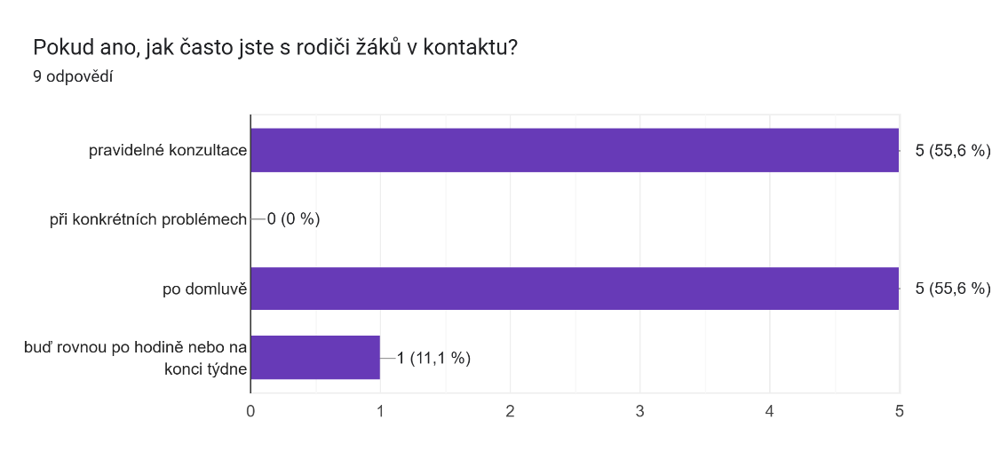 Pokud ano, jak často jste s rodiči žáků v kontaktu?
9 odpovědí
pravidelné konzultace
5 (55,6 %)
při konkrétních problémech
0 (0 %)
po domluvě
5 (55,6 %)
buď rovnou po hodině nebo na
konci týdne
1 (11,1 %)
0 1 2 3 4 5